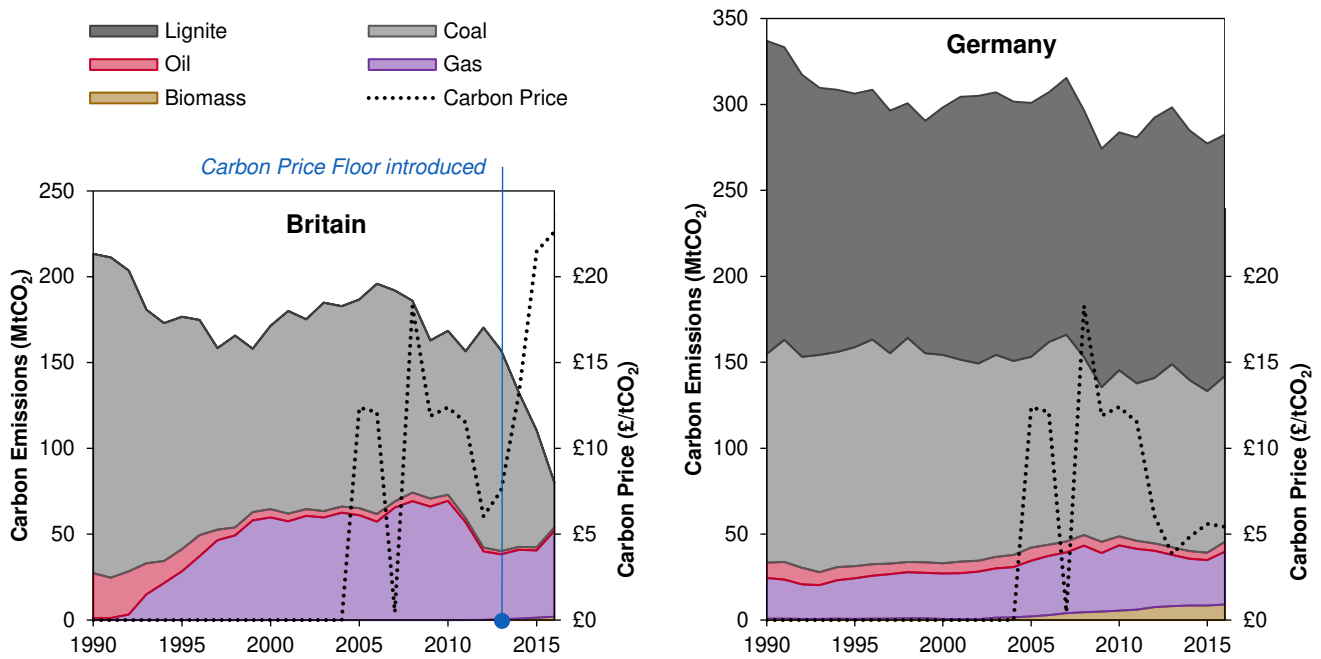 Lignite
Coal
Oil
Gas
Biomass
Carbon Price
Carbon Price Floor introduced
Britain
Carbon Emissions (MtCO₂)
250
200
150
100
50
0
£20
£15
£10
£5
£0
Carbon Price (£/tCO₂)
1990 1995 2000 2005 2010 2015
Germany
Carbon Emissions (MtCO₂)
350
300
250
200
150
100
50
0
£20
£15
£10
£5
£0
Carbon Price (£/tCO₂)
1990 1995 2000 2005 2010 2015